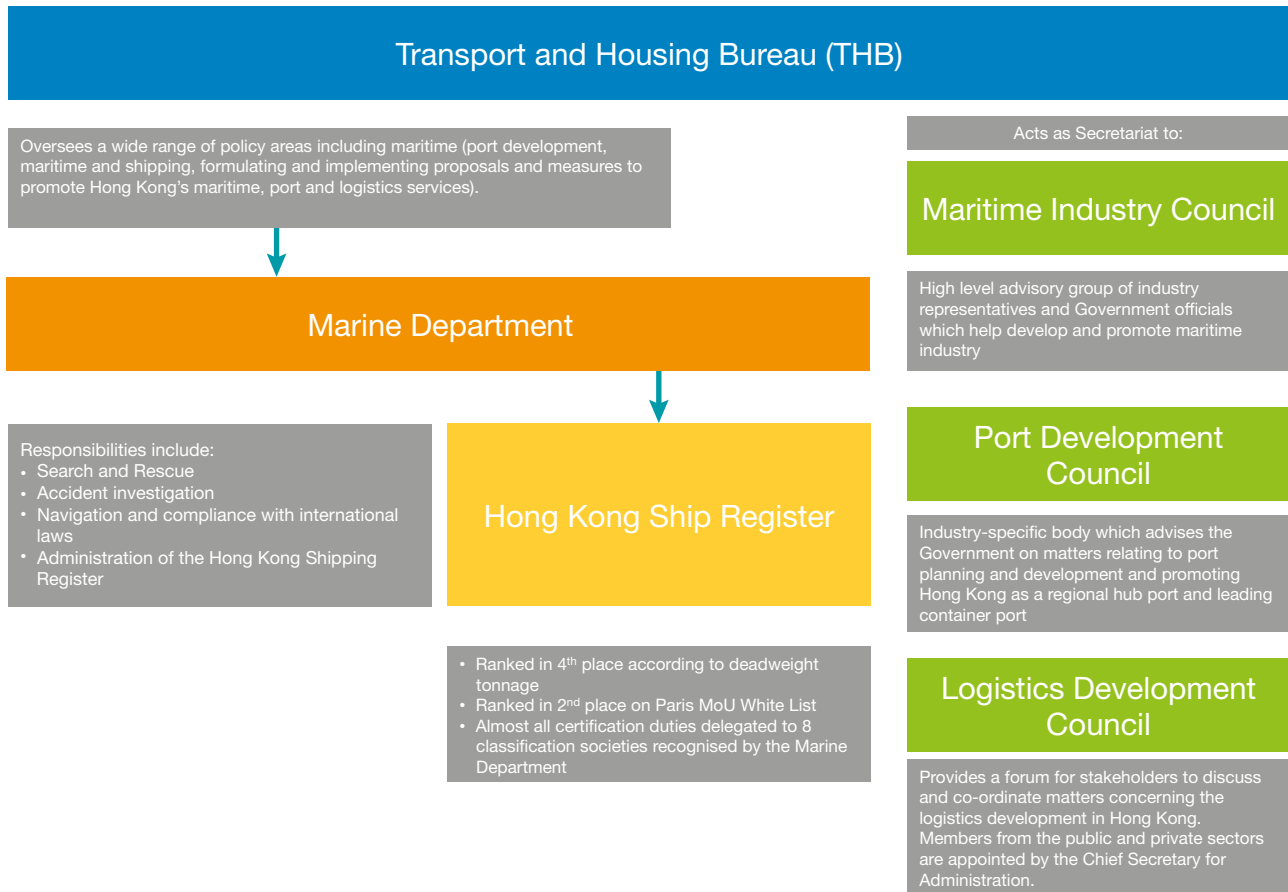 Transport and Housing Bureau (THB)
Oversees a wide range of policy areas including maritime (port development,
maritime and shipping, formulating and implementing proposals and measures to
promote Hong Kong’s maritime, port and logistics services).
Marine Department
Responsibilities include:
• Search and Rescue
• Accident investigation
• Navigation and compliance with international
laws
• Administration of the Hong Kong Shipping
Register
Hong Kong Ship Register
• Ranked in 4th place according to deadweight
tonnage
• Ranked in 2nd place on Paris MoU White List
• Almost all certification duties delegated to 8
classification societies recognised by the Marine
Department
Acts as Secretariat to:
Maritime Industry Council
High level advisory group of industry
representatives and Government officials
which help develop and promote maritime
industry
Port Development
Council
Industry-specific body which advises the
Government on matters relating to port
planning and development and promoting
Hong Kong as a regional hub port and leading
container port
Logistics Development
Council
Provides a forum for stakeholders to discuss
and co-ordinate matters concerning the
logistics development in Hong Kong.
Members from the public and private sectors
are appointed by the Chief Secretary for
Administration.